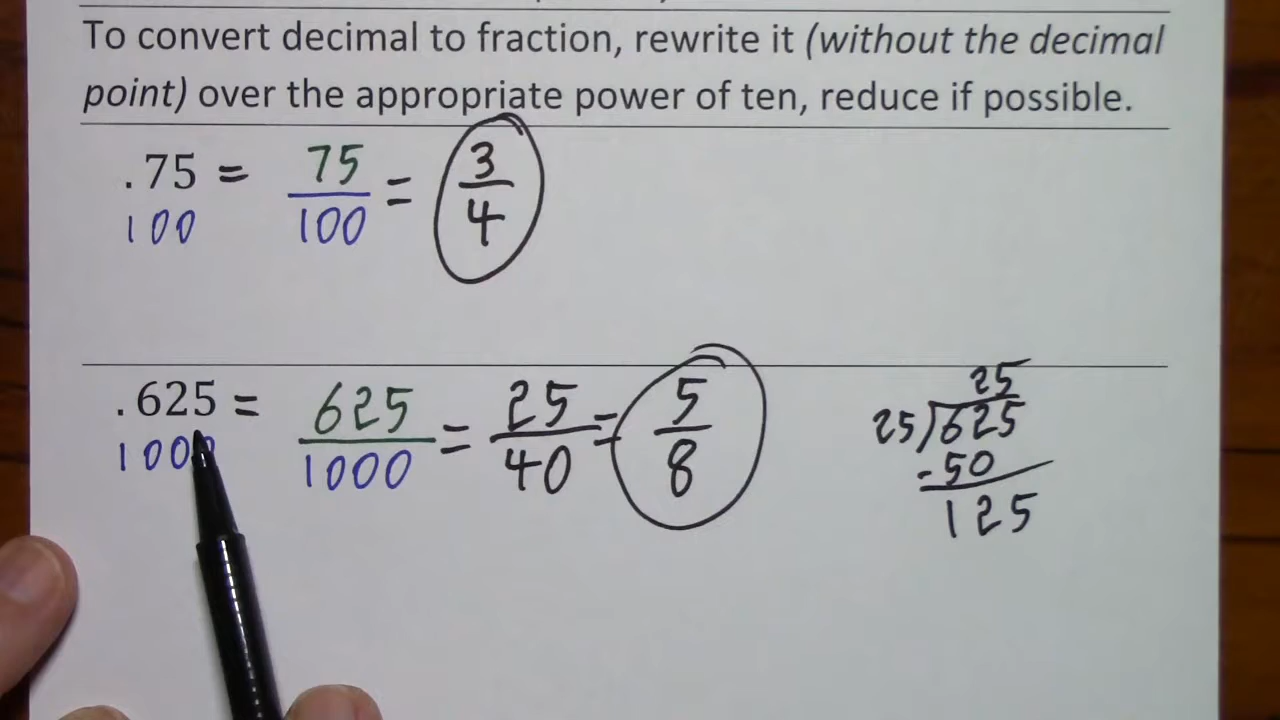 To convert decimal to fraction, rewrite it (without the decimal
point) over the appropriate power of ten, reduce if possible.
.75 = 75/100 = 3/4
100
.625 = 625/1000 = 25/40 = 5/8
1000
25
25)625
-50
125